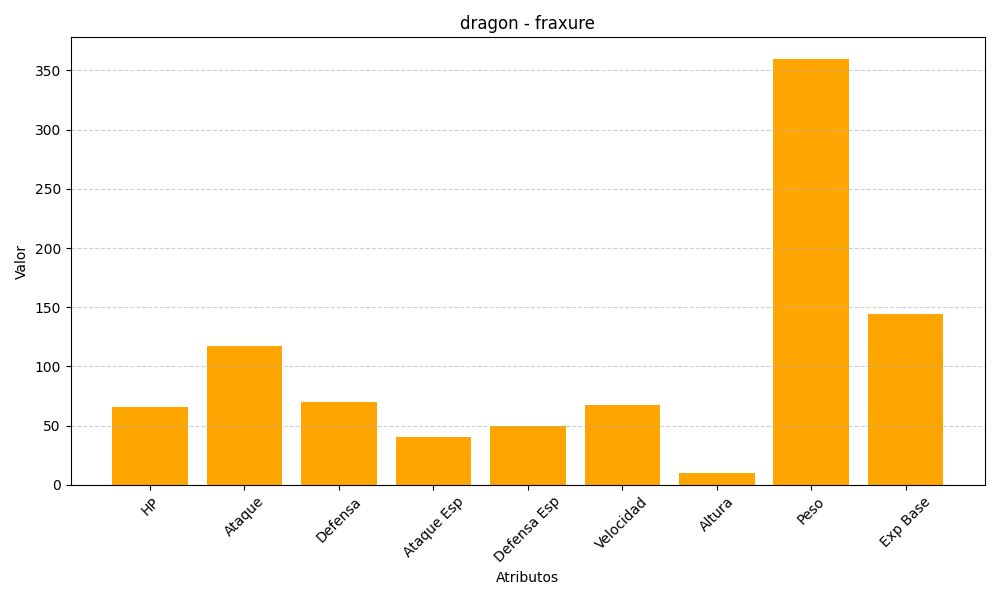 dragon - fraxure
Valor
350
300
250
200
150
100
50
0
HP
Ataque
Defensa
Ataque Esp
Defensa Esp
Velocidad
Altura
Peso
Exp Base
Atributos